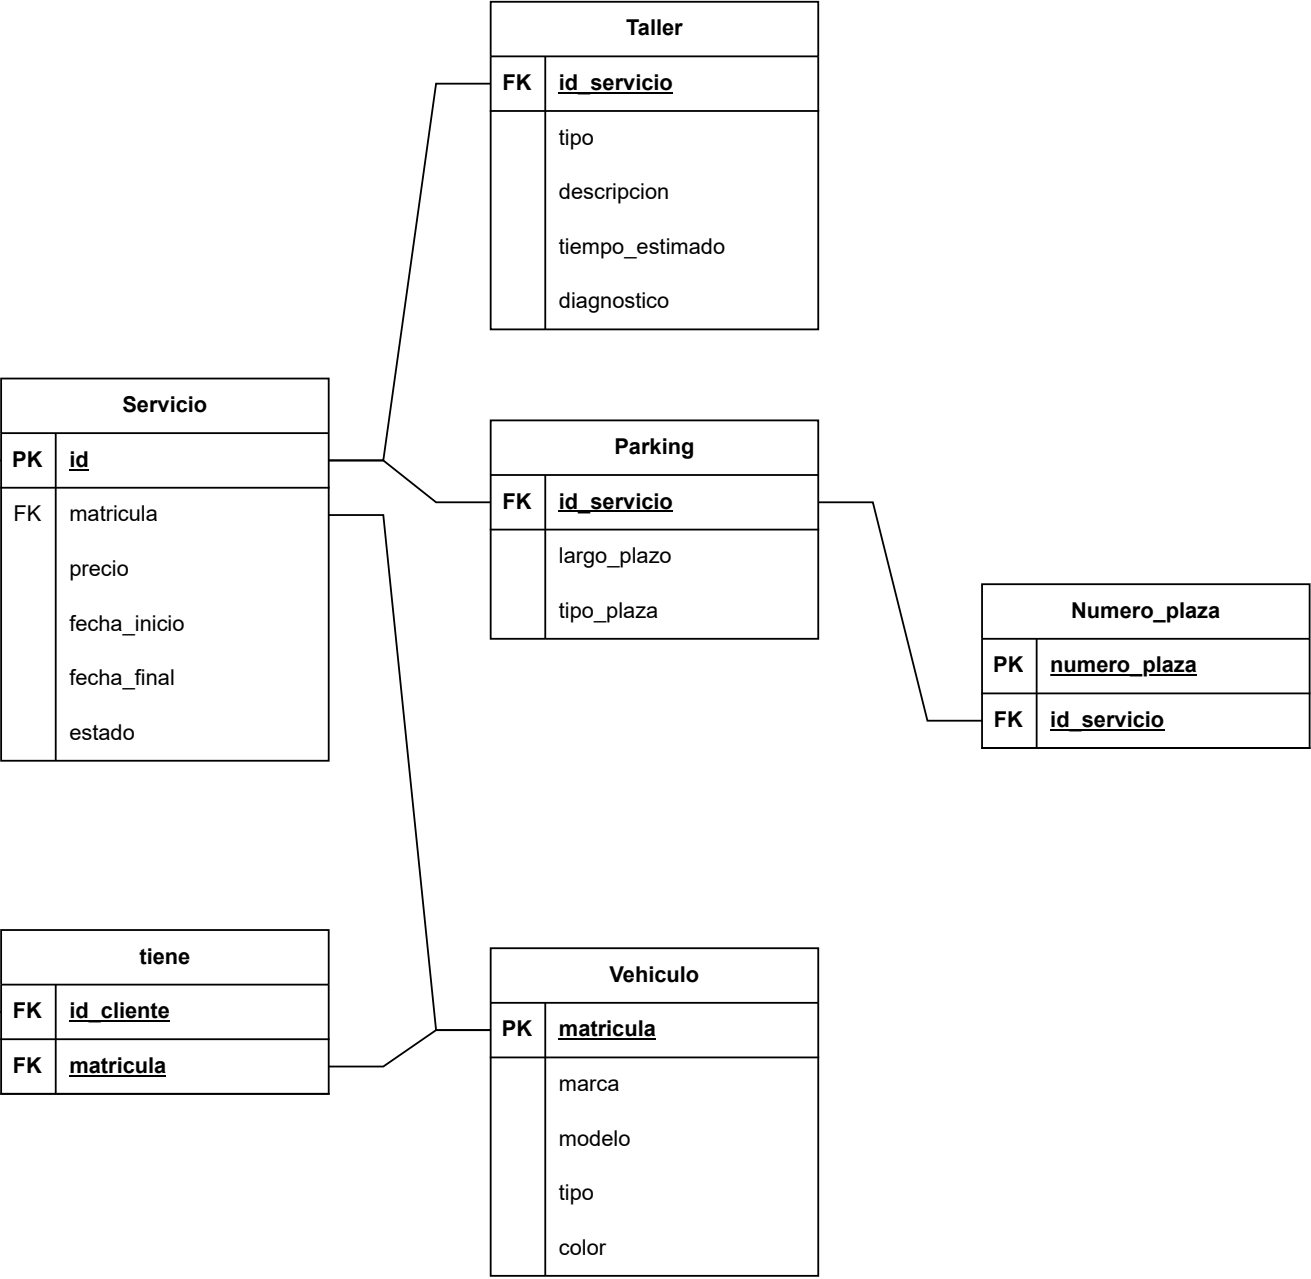 Taller
FK id_servicio
tipo
descripcion
tiempo_estimado
diagnostico
Servicio
PK id
FK matricula
precio
fecha_inicio
fecha_final
estado
Parking
FK id_servicio
largo_plazo
tipo_plaza
Numero_plaza
PK numero_plaza
FK id_servicio
tiene
FK id_cliente
FK matricula
Vehiculo
PK matricula
marca
modelo
tipo
color